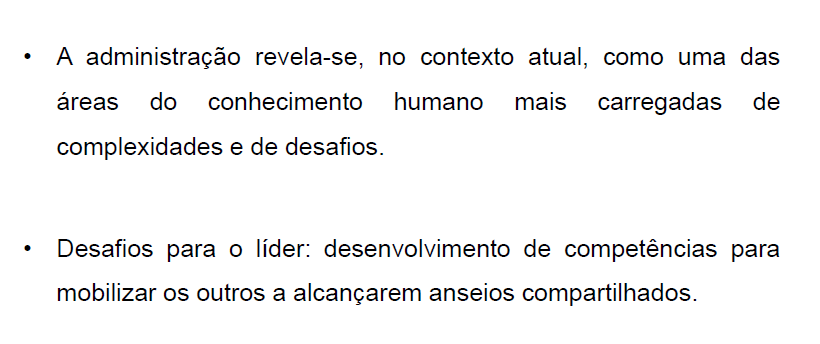 • A administração revela-se, no contexto atual, como uma das
áreas do conhecimento humano mais carregadas de
complexidades e de desafios.
• Desafios para o líder: desenvolvimento de competências para
mobilizar os outros a alcançarem anseios compartilhados.